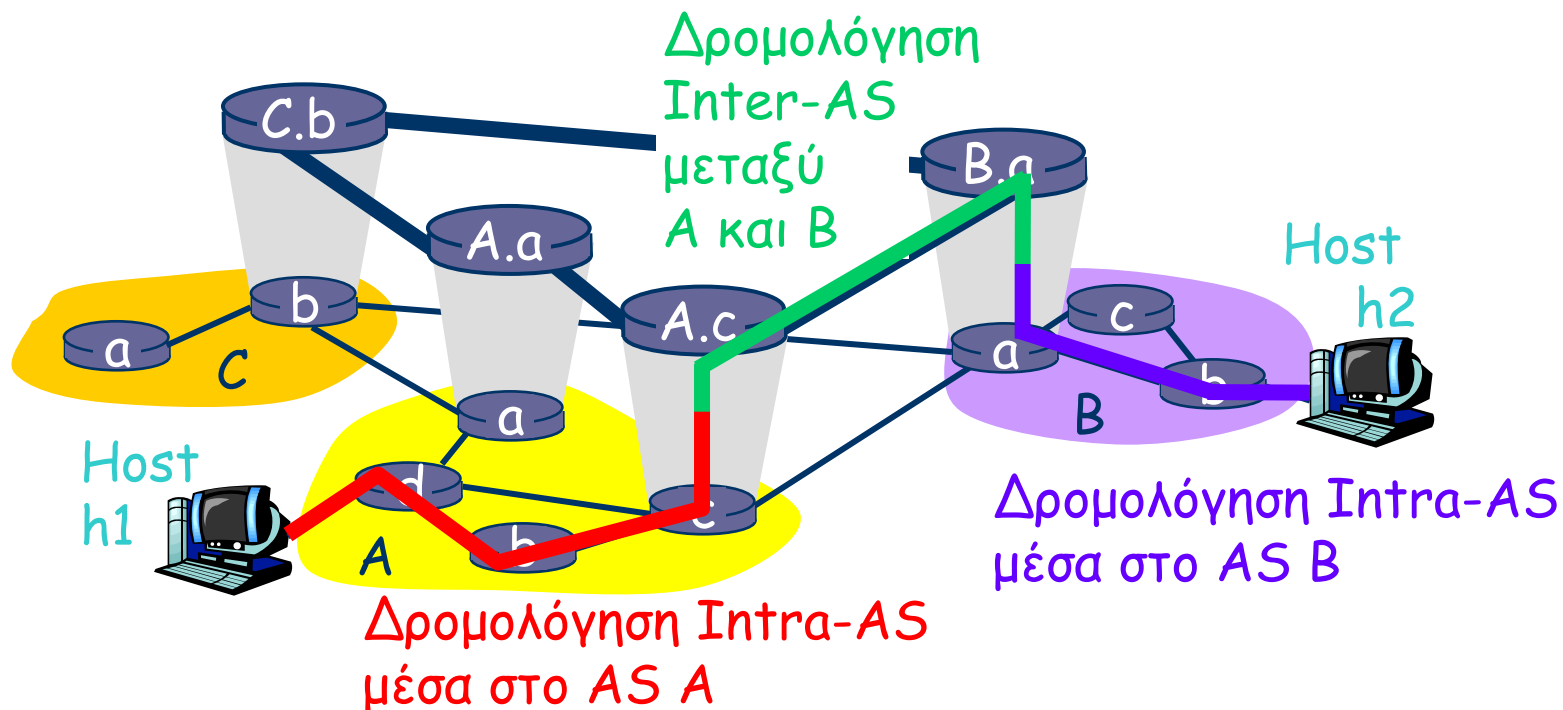 Δρομολόγηση
Inter-AS
μεταξύ
Α και Β
C.b
B.a
A.a
A.c
Host
h2
b
a
C
a
c
b
B
a
d
b
c
A
Host
h1
Δρομολόγηση Intra-AS
μέσα στο AS B
Δρομολόγηση Intra-AS
μέσα στο AS A